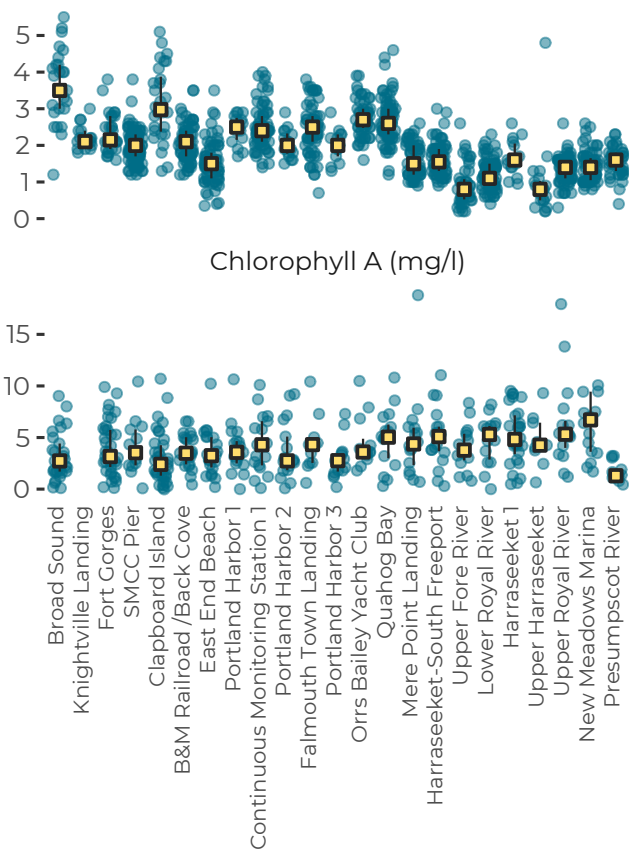 5
4
3
2
1
0
Chlorophyll A (mg/l)
15
10
5
0
Broad Sound
Knightville Landing
Fort Gorges
SMCC Pier
Clapboard Island
B&M Railroad /Back Cove
East End Beach
Portland Harbor 1
Continuous Monitoring Station 1
Portland Harbor 2
Falmouth Town Landing
Portland Harbor 3
Orrs Bailey Yacht Club
Quahog Bay
Mere Point Landing
Harraseeket-South Freeport
Upper Fore River
Lower Royal River
Harraseeket 1
Upper Harraseeket
Upper Royal River
New Meadows Marina
Presumpscot River